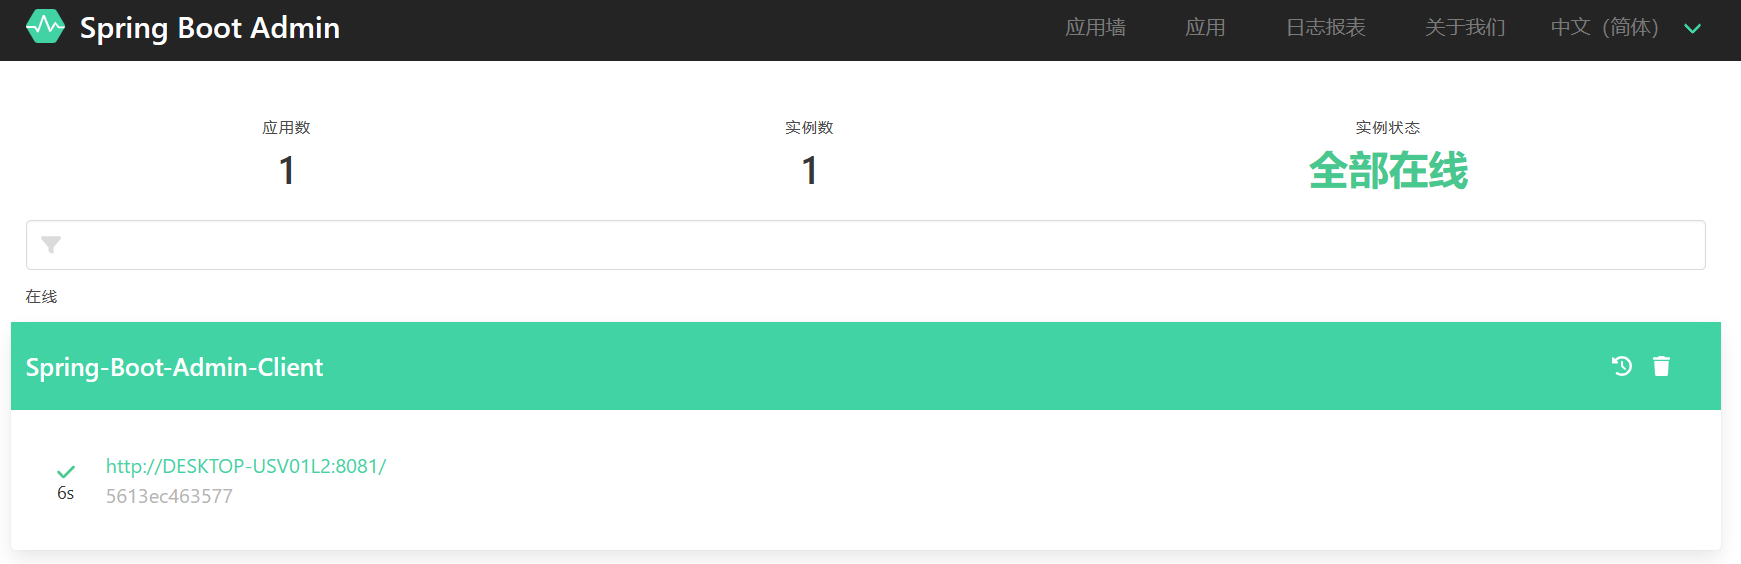 Spring Boot Admin 应用墙 应用 日志报表 关于我们 中文（简体）
应用数 实例数 实例状态
1 1 全部在线
在线
Spring-Boot-Admin-Client
http://DESKTOP-USV01L2:8081/
6s
5613ec463577